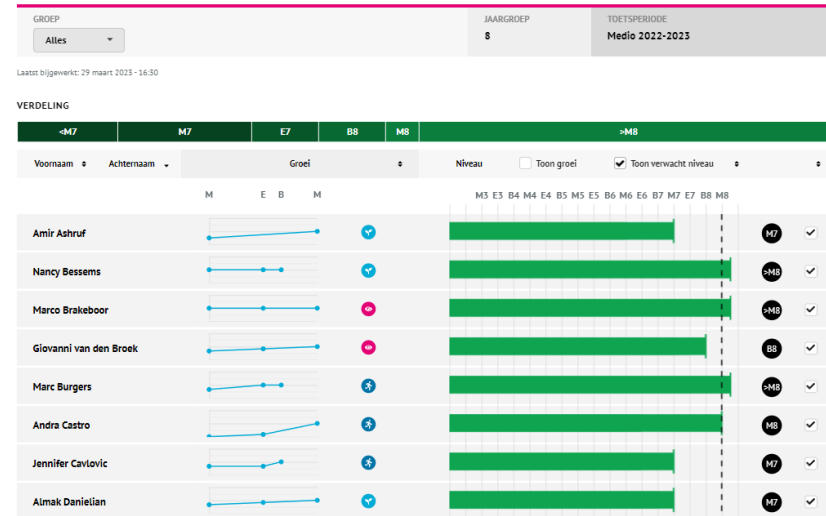 GROEP JAARGROEP TOETSPERIODE
Alles 8 Medio 2022-2023
Laatst bijgewerkt: 29 maart 2023 - 16:30
VERDELING
<M7 M7 E7 B8 M8 >M8
Voornaam Achternaam Groei Niveau Toon groei Toon verwacht niveau
M E B M M3 E3 B4 M4 E4 B5 M5 E5 B6 M6 E6 B7 M7 E7 B8 M8
Amir Ashruf M7
Nancy Bessems >M8
Marco Brakeboor >M8
Giovanni van den Broek B8
Marc Burgers >M8
Andra Castro M8
Jennifer Cavlovic M7
Almak Danielian M7